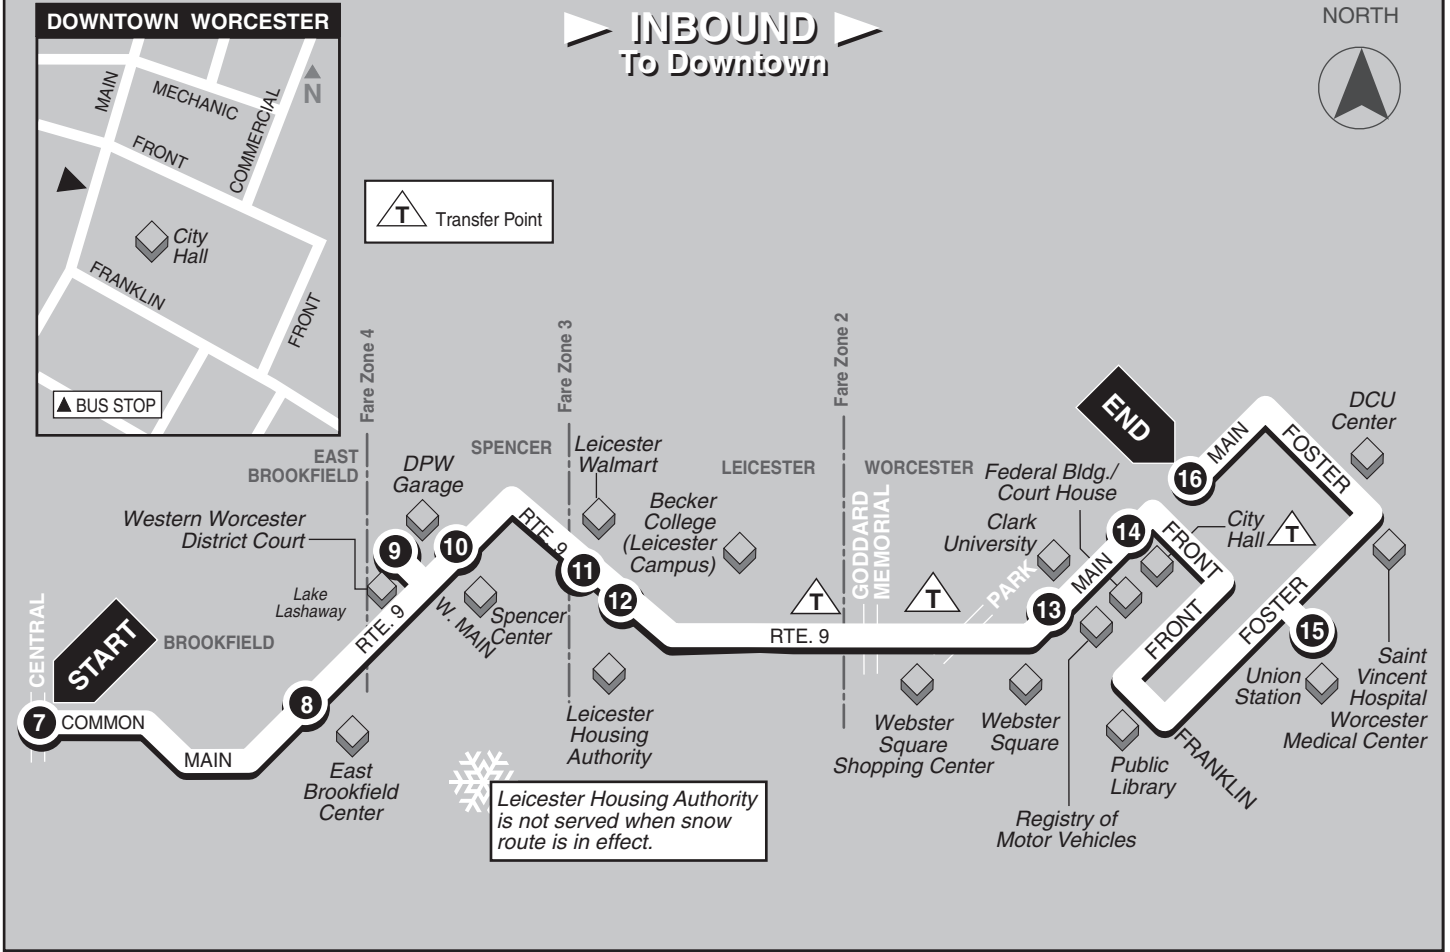 DOWNTOWN WORCESTER
MAIN
MECHANIC
COMMERCIAL
N
FRONT
City
Hall
FRANKLIN
FRONT
BUS STOP
INBOUND
To Downtown
NORTH
T Transfer Point
Fare Zone 4
Fare Zone 3
Fare Zone 2
EAST
BROOKFIELD
SPENCER
LEICESTER
WORCESTER
BROOKFIELD
CENTRAL
START
7
COMMON
MAIN
8
East
Brookfield
Center
RTE. 9
Lake
Lashaway
Western Worcester
District Court
9
DPW
Garage
10
W. MAIN
Spencer
Center
RTE. 9
11
12
Leicester
Walmart
Leicester
Housing
Authority
Becker
College
(Leicester
Campus)
Leicester Housing Authority
is not served when snow
route is in effect.
RTE. 9
T
GODDARD
MEMORIAL
T
PARK
Webster
Square
Shopping Center
Webster
Square
Clark
University
Federal Bldg./
Court House
13
MAIN
14
Registry of
Motor Vehicles
FRONT
City
Hall
T
FRONT
Public
Library
FRANKLIN
FOSTER
15
Union
Station
Saint
Vincent
Hospital
Worcester
Medical Center
FOSTER
DCU
Center
MAIN
16
END